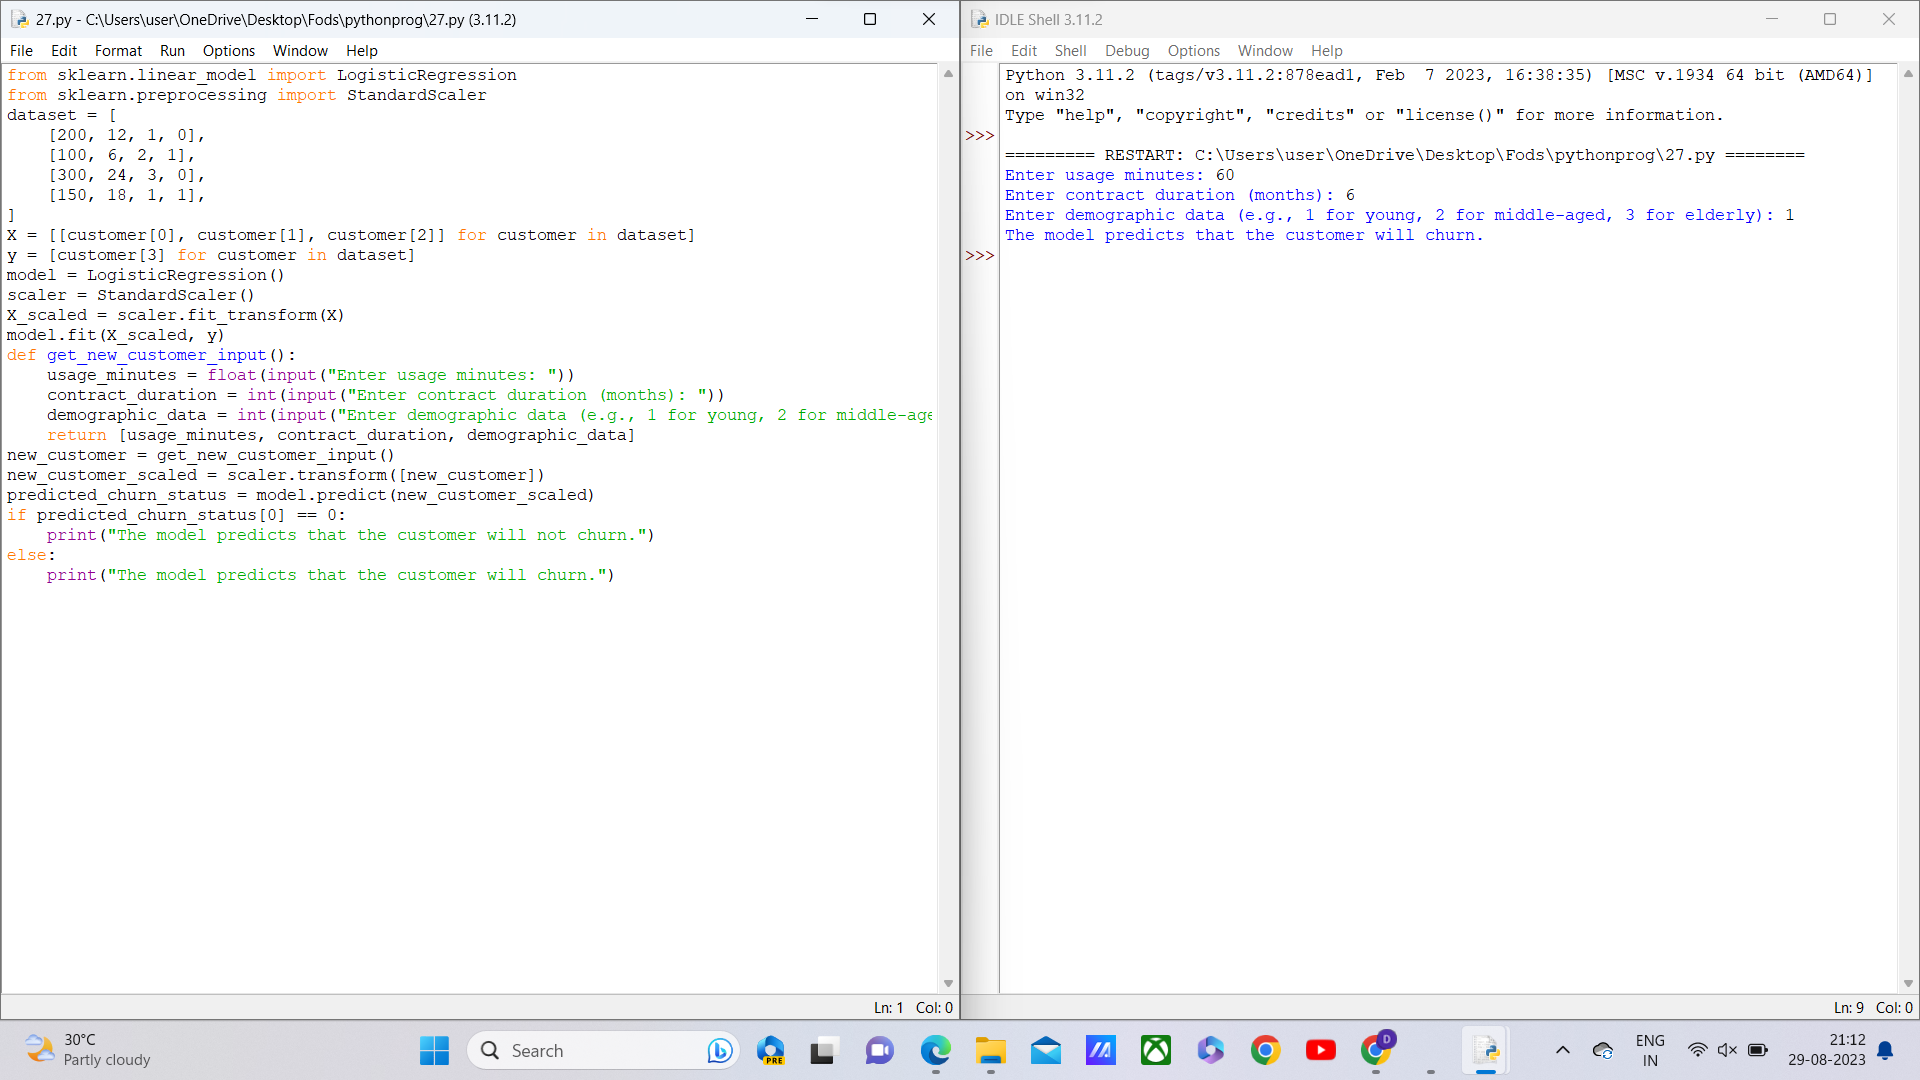 27.py - C:\Users\user\OneDrive\Desktop\Fods\pythonprog\27.py (3.11.2)
File Edit Format Run Options Window Help
from sklearn.linear_model import LogisticRegression
from sklearn.preprocessing import StandardScaler
dataset = [
    [200, 12, 1, 0],
    [100, 6, 2, 1],
    [300, 24, 3, 0],
    [150, 18, 1, 1],
]
X = [[customer[0], customer[1], customer[2]] for customer in dataset]
y = [customer[3] for customer in dataset]
model = LogisticRegression()
scaler = StandardScaler()
X_scaled = scaler.fit_transform(X)
model.fit(X_scaled, y)
def get_new_customer_input():
    usage_minutes = float(input("Enter usage minutes: "))
    contract_duration = int(input("Enter contract duration (months): "))
    demographic_data = int(input("Enter demographic data (e.g., 1 for young, 2 for middle-age
    return [usage_minutes, contract_duration, demographic_data]
new_customer = get_new_customer_input()
new_customer_scaled = scaler.transform([new_customer])
predicted_churn_status = model.predict(new_customer_scaled)
if predicted_churn_status[0] == 0:
    print("The model predicts that the customer will not churn.")
else:
    print("The model predicts that the customer will churn.")
Ln: 1 Col: 0
IDLE Shell 3.11.2
File Edit Shell Debug Options Window Help
Python 3.11.2 (tags/v3.11.2:878ead1, Feb  7 2023, 16:38:35) [MSC v.1934 64 bit (AMD64)]
on win32
Type "help", "copyright", "credits" or "license()" for more information.
>>>
========= RESTART: C:\Users\user\OneDrive\Desktop\Fods\pythonprog\27.py ========
Enter usage minutes: 60
Enter contract duration (months): 6
Enter demographic data (e.g., 1 for young, 2 for middle-aged, 3 for elderly): 1
The model predicts that the customer will churn.
>>>
Ln: 9 Col: 0
30°C
Partly cloudy
Search
PRE
D
ENG
IN
21:12
29-08-2023